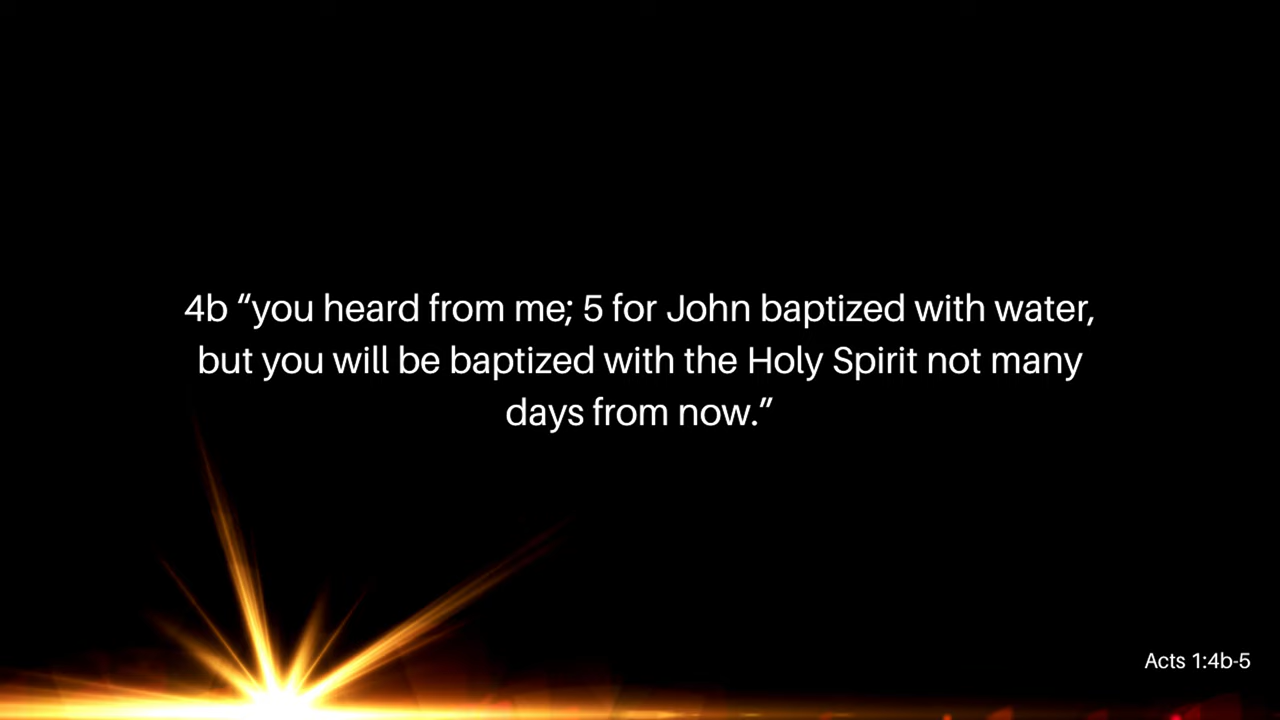 4b “you heard from me; 5 for John baptized with water,
but you will be baptized with the Holy Spirit not many
days from now.”
Acts 1:4b-5